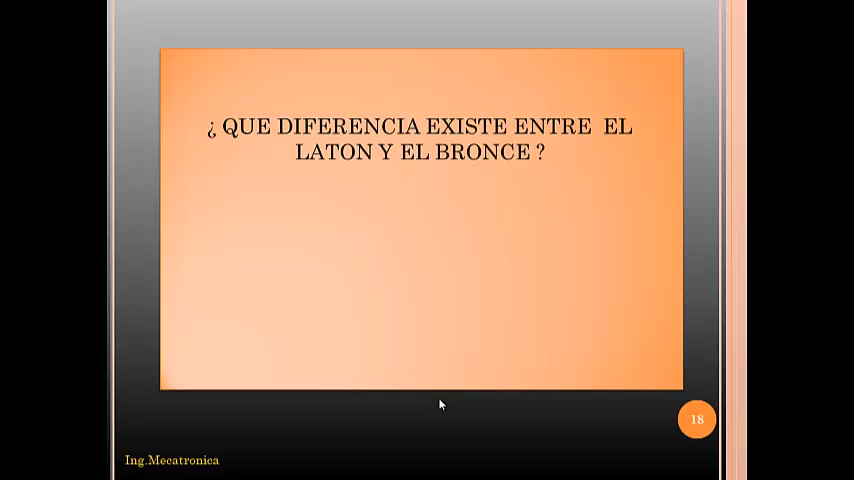 ¿ QUE DIFERENCIA EXISTE ENTRE EL
LATON Y EL BRONCE ?
18
Ing.Mecatronica